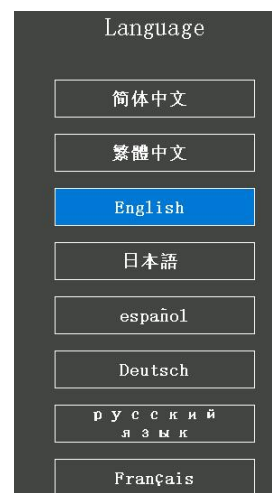 Language
简体中文
繁體中文
English
日本語
español
Deutsch
русский
язык
Français